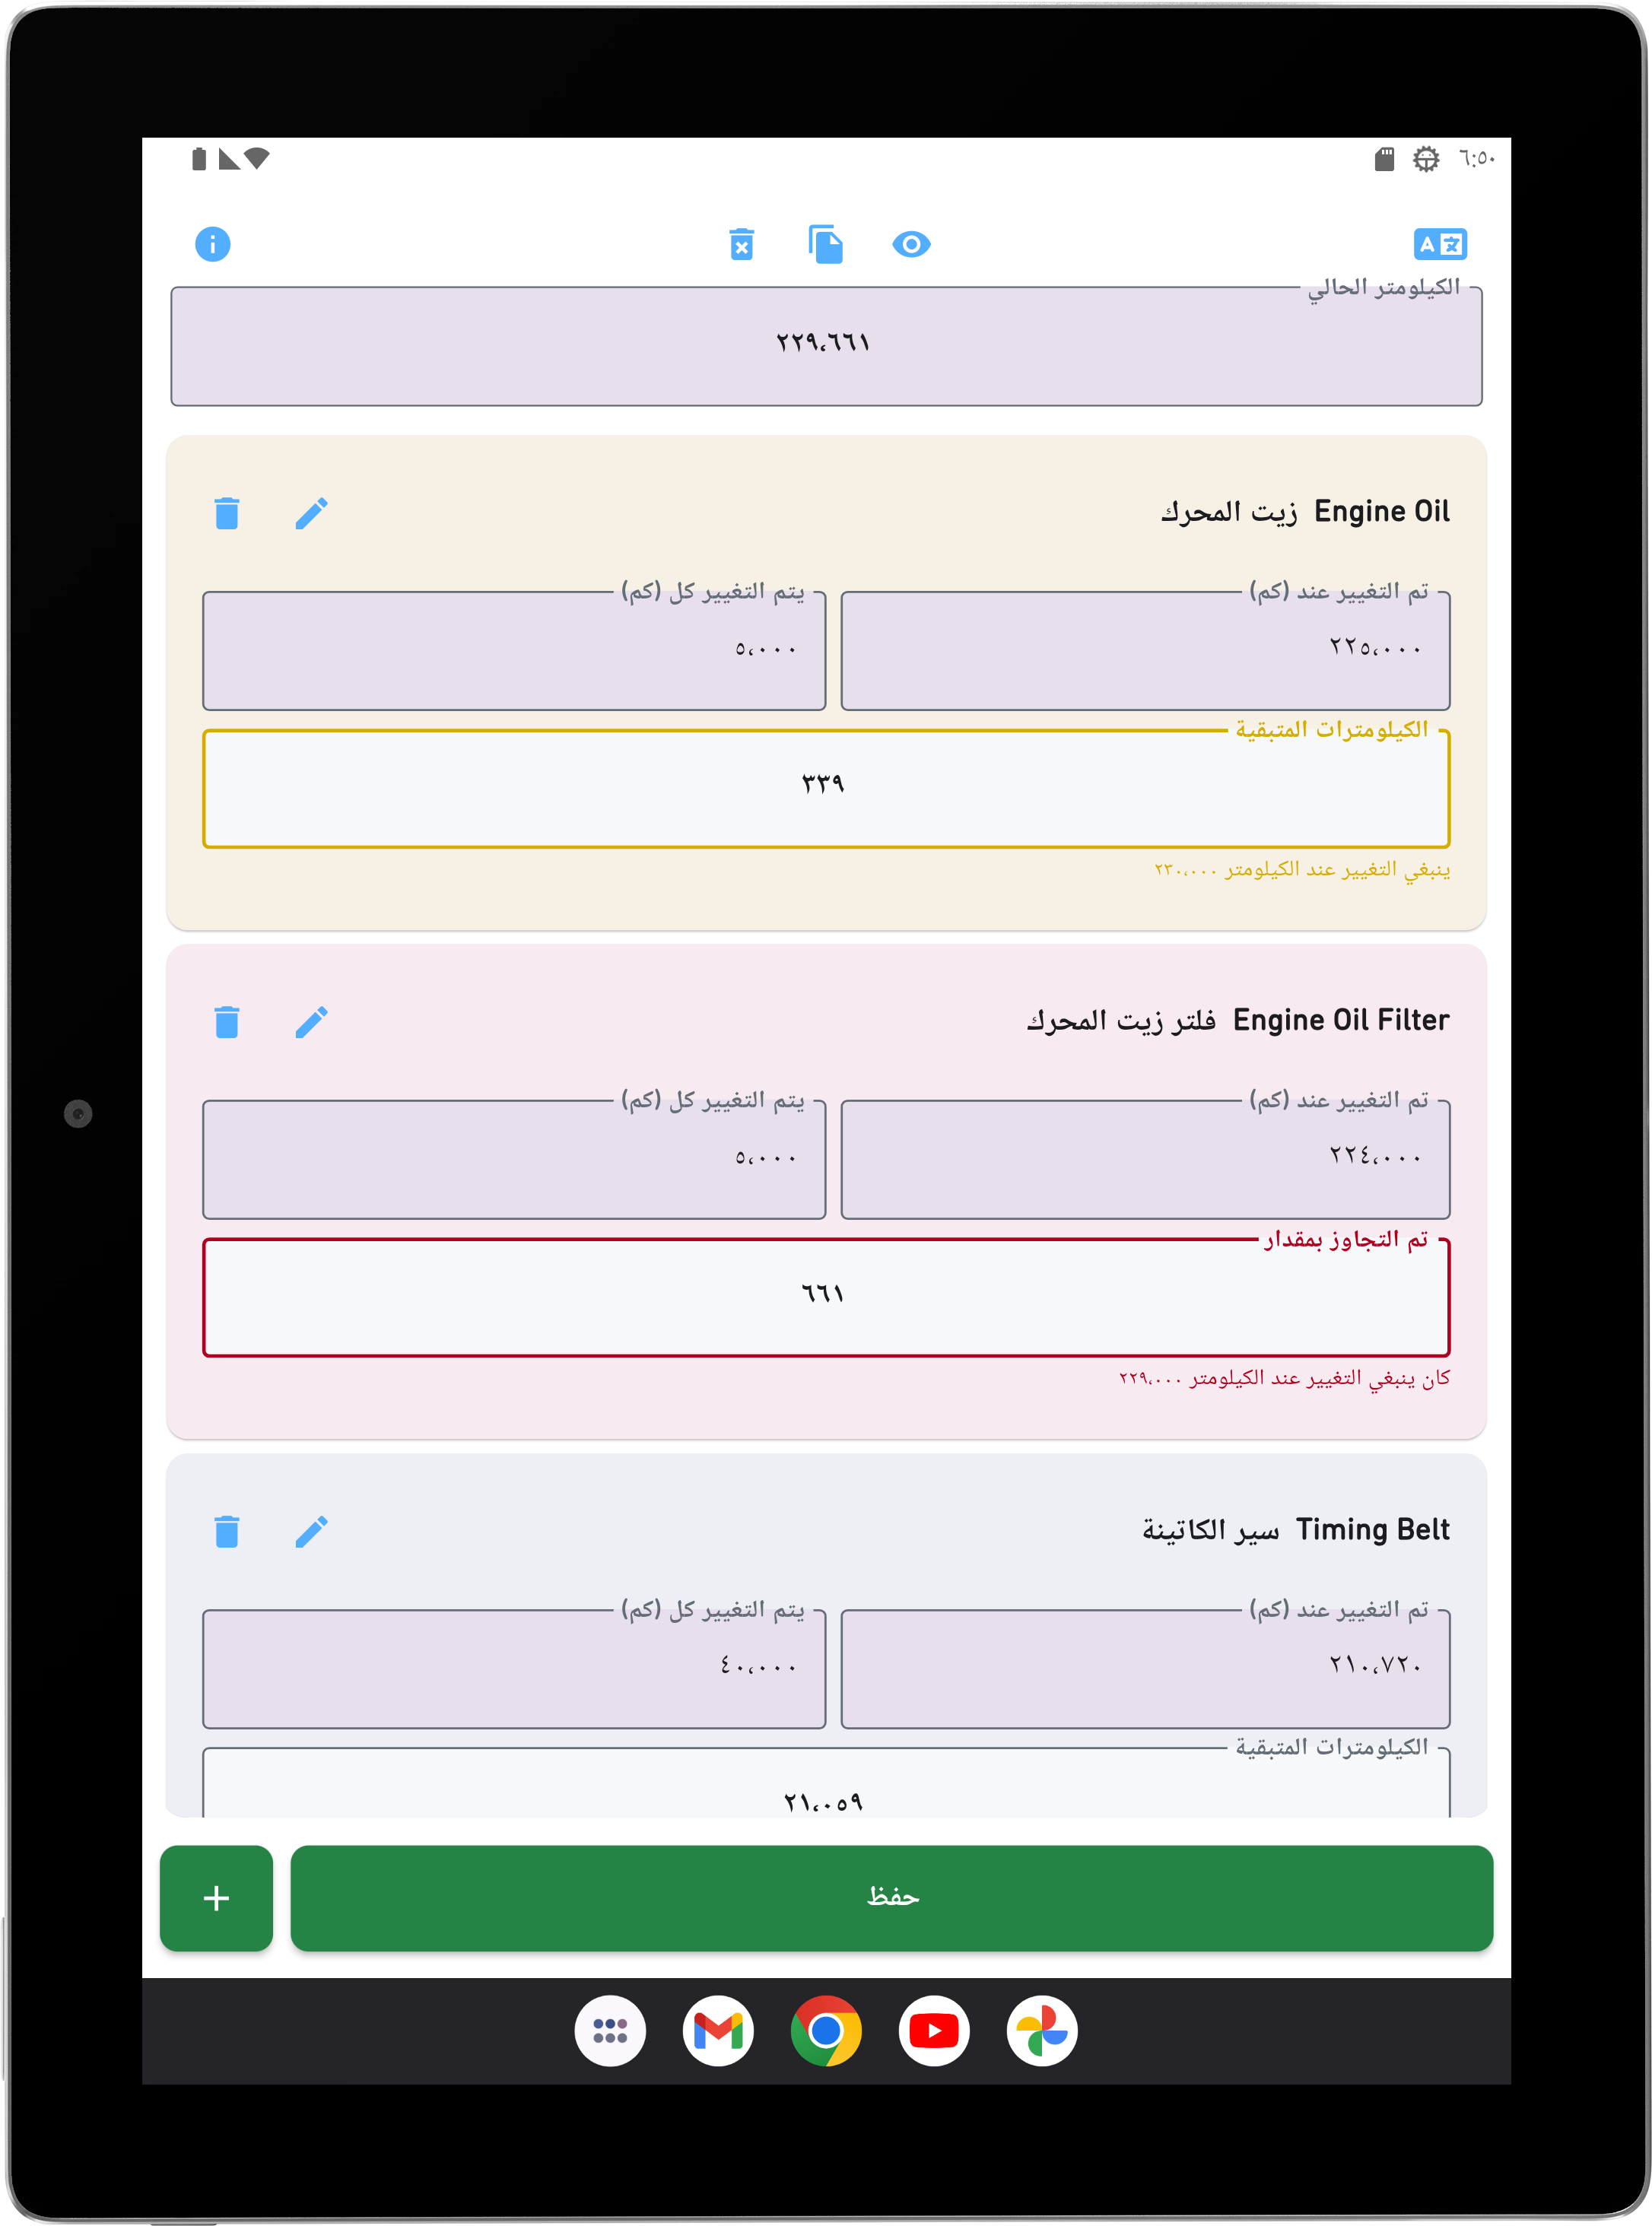 ٦:٥٠
الكيلومتر الحالي
٢٢٩،٦٦١
Engine Oil زيت المحرك
تم التغيير عند (كم)
يتم التغيير كل (كم)
٢٢٥،٠٠٠
٥،٠٠٠
الكيلومترات المتبقية
٣٣٩
ينبغي التغيير عند الكيلومتر ٢٣٠،٠٠٠
Engine Oil Filter فلتر زيت المحرك
تم التغيير عند (كم)
يتم التغيير كل (كم)
٢٢٤،٠٠٠
٥،٠٠٠
تم التجاوز بمقدار
٦٦١
كان ينبغي التغيير عند الكيلومتر ٢٢٩،٠٠٠
Timing Belt سير الكاتينة
تم التغيير عند (كم)
يتم التغيير كل (كم)
٢١٠،٧٢٠
٤٠،٠٠٠
الكيلومترات المتبقية
٢١،٠٥٩
حفظ